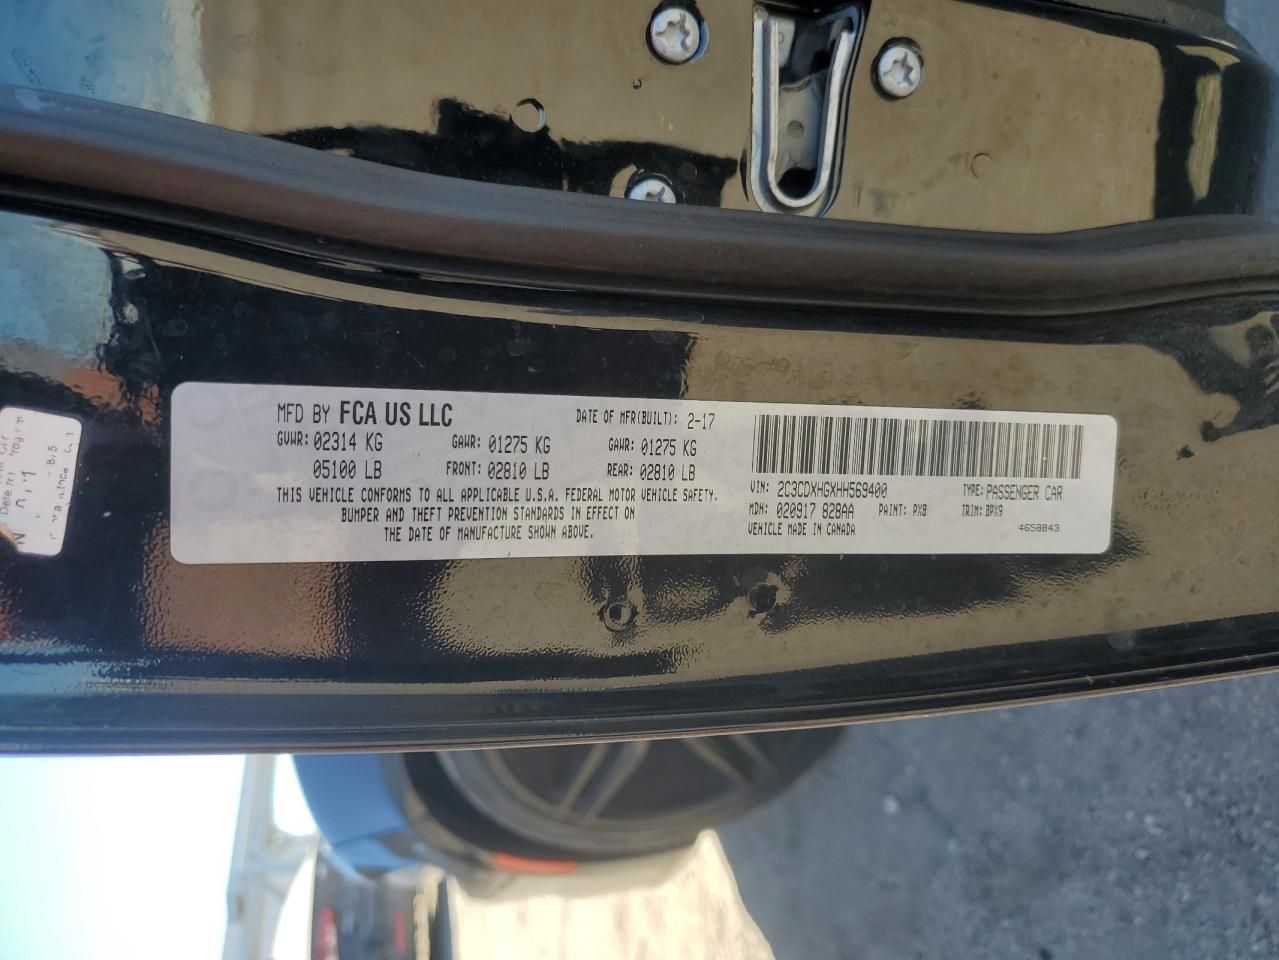 MFD BY FCA US LLC
DATE OF MFR(BUILT): 2-17
GVWR: 02314 KG GAWR: 01275 KG GAWR: 01275 KG
05100 LB FRONT: 02810 LB REAR: 02810 LB
THIS VEHICLE CONFORMS TO ALL APPLICABLE U.S.A. FEDERAL MOTOR VEHICLE SAFETY,
BUMPER AND THEFT PREVENTION STANDARDS IN EFFECT ON
THE DATE OF MANUFACTURE SHOWN ABOVE.
VIN: 2C3CDXHGXHH569400 TYPE: PASSENGER CAR
MDN: 020917 828AA PAINT: PX8 TRIM: BPX9
VEHICLE MADE IN CANADA 4658843